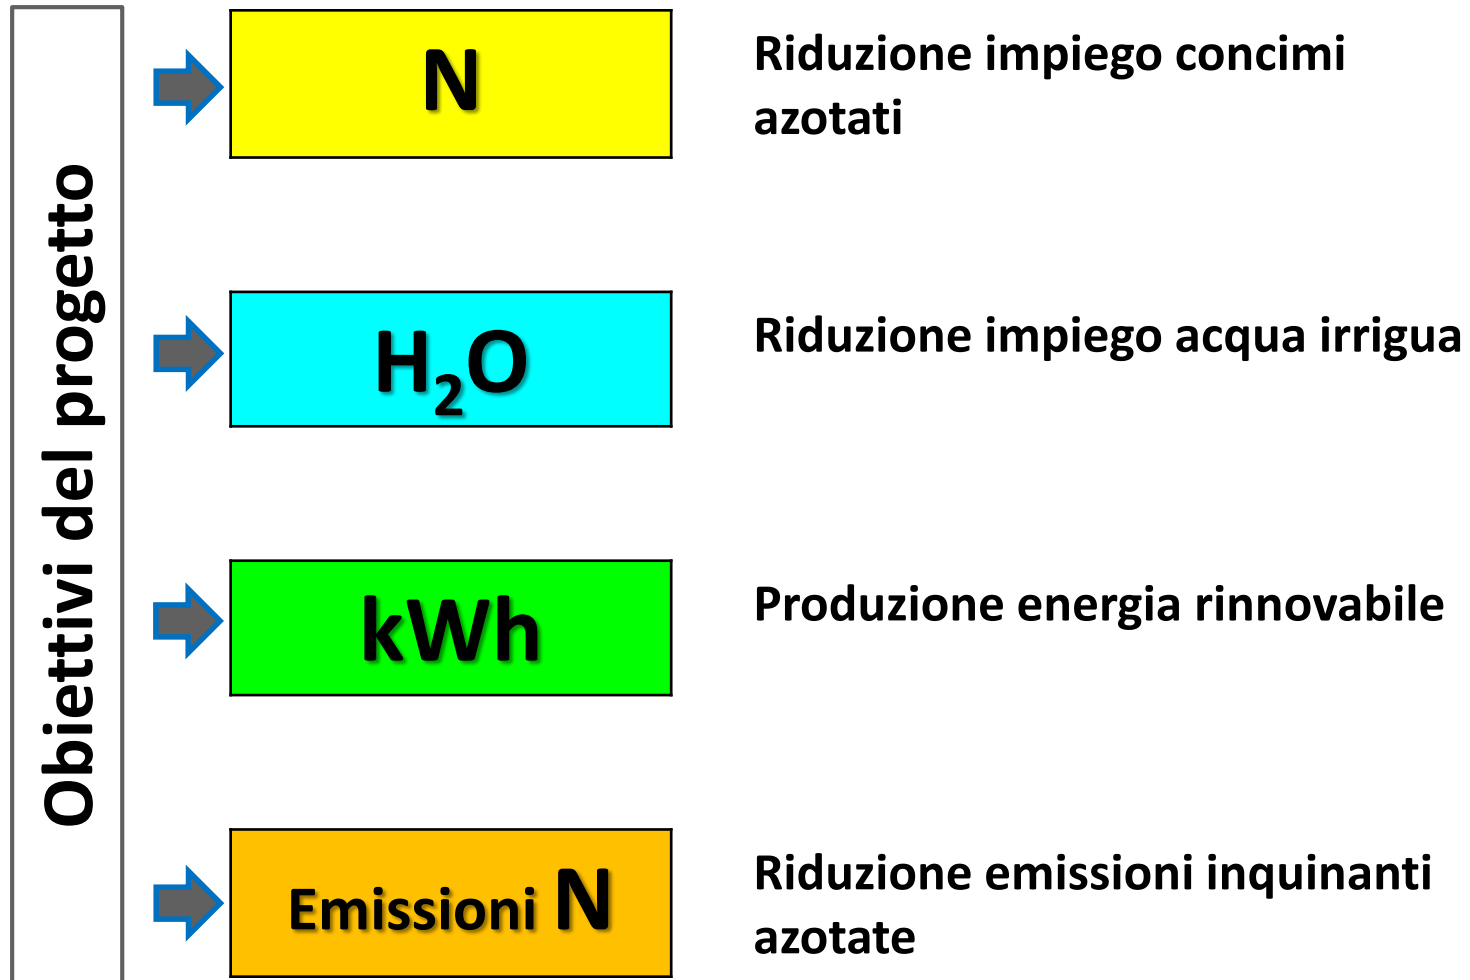 Obiettivi del progetto
N
Riduzione impiego concimi
azotati
H₂O
Riduzione impiego acqua irrigua
kWh
Produzione energia rinnovabile
Emissioni N
Riduzione emissioni inquinanti
azotate